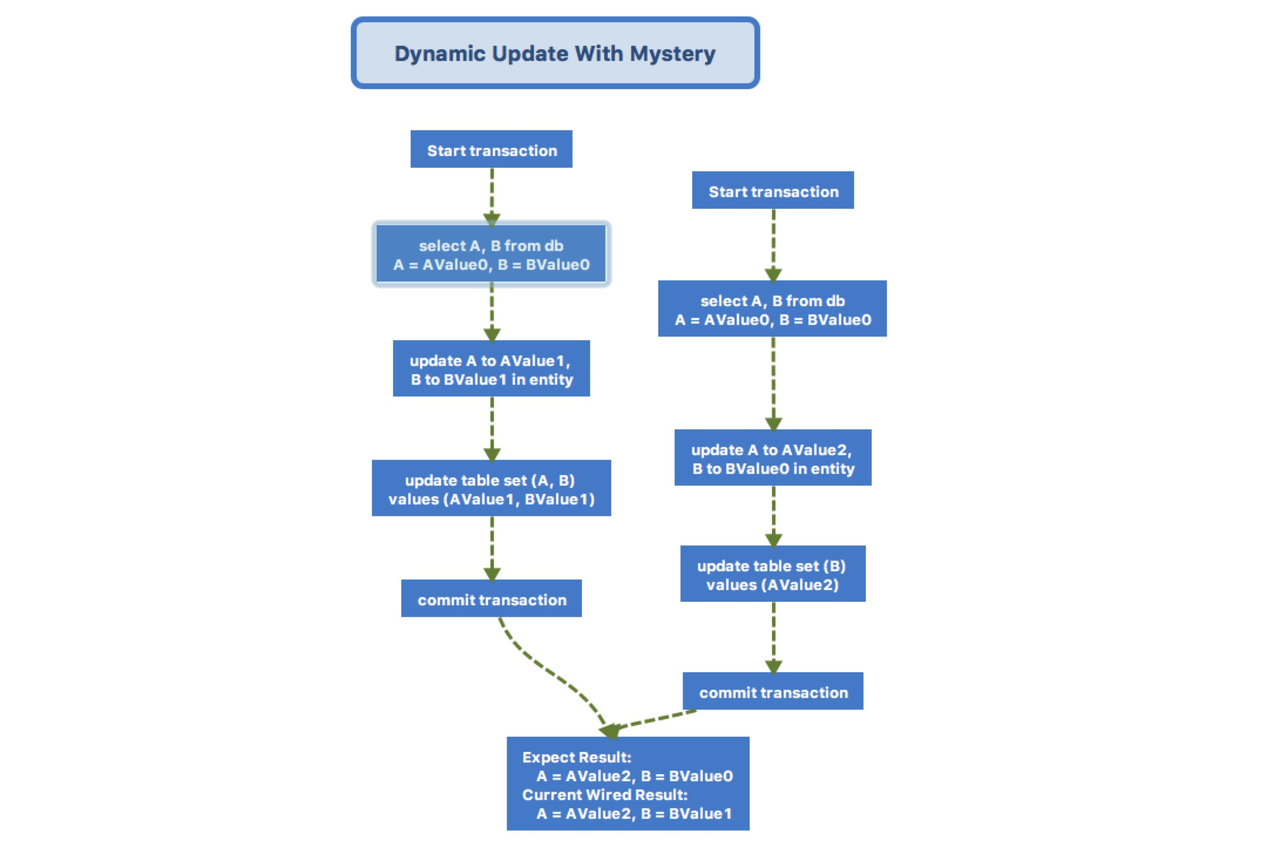 Dynamic Update With Mystery
Start transaction
select A, B from db
A = AValue0, B = BValue0
update A to AValue1,
B to BValue1 in entity
update table set (A, B)
values (AValue1, BValue1)
commit transaction
Start transaction
select A, B from db
A = AValue0, B = BValue0
update A to AValue2,
B to BValue0 in entity
update table set (B)
values (AValue2)
commit transaction
Expect Result:
A = AValue2, B = BValue0
Current Wired Result:
A = AValue2, B = BValue1